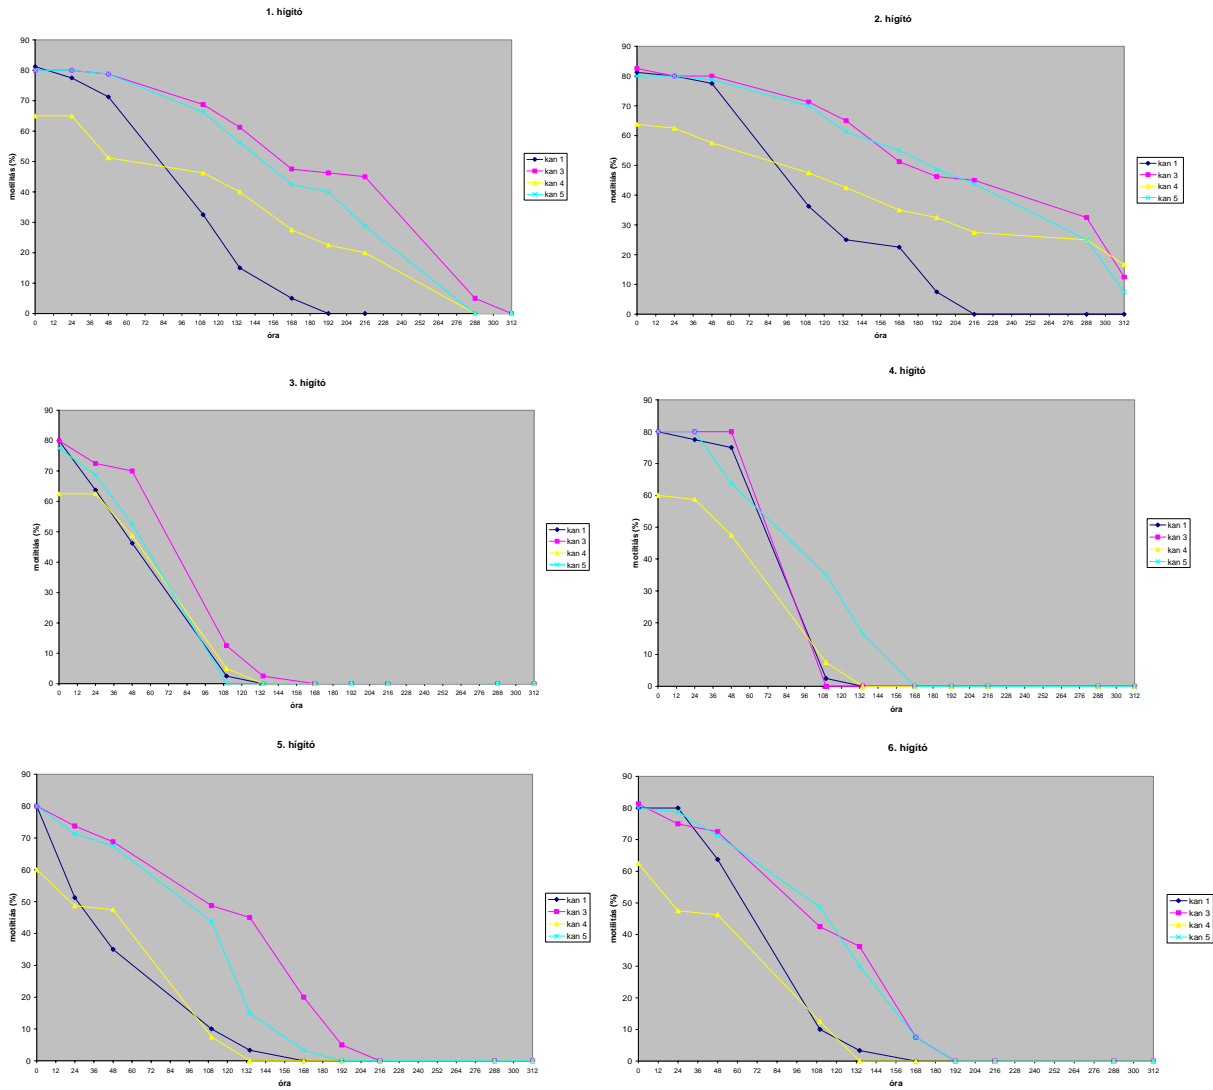 1. hígító
90
80
70
60
50
40
30
20
10
0
motilitás (%)
0 12 24 36 48 60 72 84 96 108 120 132 144 156 168 180 192 204 216 228 240 252 264 276 288 300 312
óra
kan 1
kan 3
kan 4
kan 5
2. hígító
90
80
70
60
50
40
30
20
10
0
motilitás (%)
0 12 24 36 48 60 72 84 96 108 120 132 144 156 168 180 192 204 216 228 240 252 264 276 288 300 312
óra
kan 1
kan 3
kan 4
kan 5
3. hígító
90
80
70
60
50
40
30
20
10
0
motilitás (%)
0 12 24 36 48 60 72 84 96 108 120 132 144 156 168 180 192 204 216 228 240 252 264 276 288 300 312
óra
kan 1
kan 3
kan 4
kan 5
4. hígító
90
80
70
60
50
40
30
20
10
0
motilitás (%)
0 12 24 36 48 60 72 84 96 108 120 132 144 156 168 180 192 204 216 228 240 252 264 276 288 300 312
óra
kan 1
kan 3
kan 4
kan 5
5. hígító
90
80
70
60
50
40
30
20
10
0
motilitás (%)
0 12 24 36 48 60 72 84 96 108 120 132 144 156 168 180 192 204 216 228 240 252 264 276 288 300 312
óra
kan 1
kan 3
kan 4
kan 5
6. hígító
90
80
70
60
50
40
30
20
10
0
motilitás (%)
0 12 24 36 48 60 72 84 96 108 120 132 144 156 168 180 192 204 216 228 240 252 264 276 288 300 312
óra
kan 1
kan 3
kan 4
kan 5